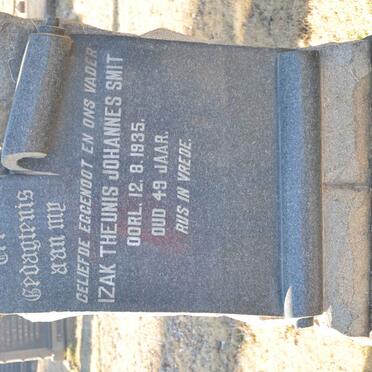 Ter
Gedagtenis
aan my
GELIEFDE EGGENOOT EN ONS VADER
IZAK THEUNIS JOHANNES SMIT
OORL. 12.8.1935.
OUD 49 JAAR.
RUS IN VREDE.